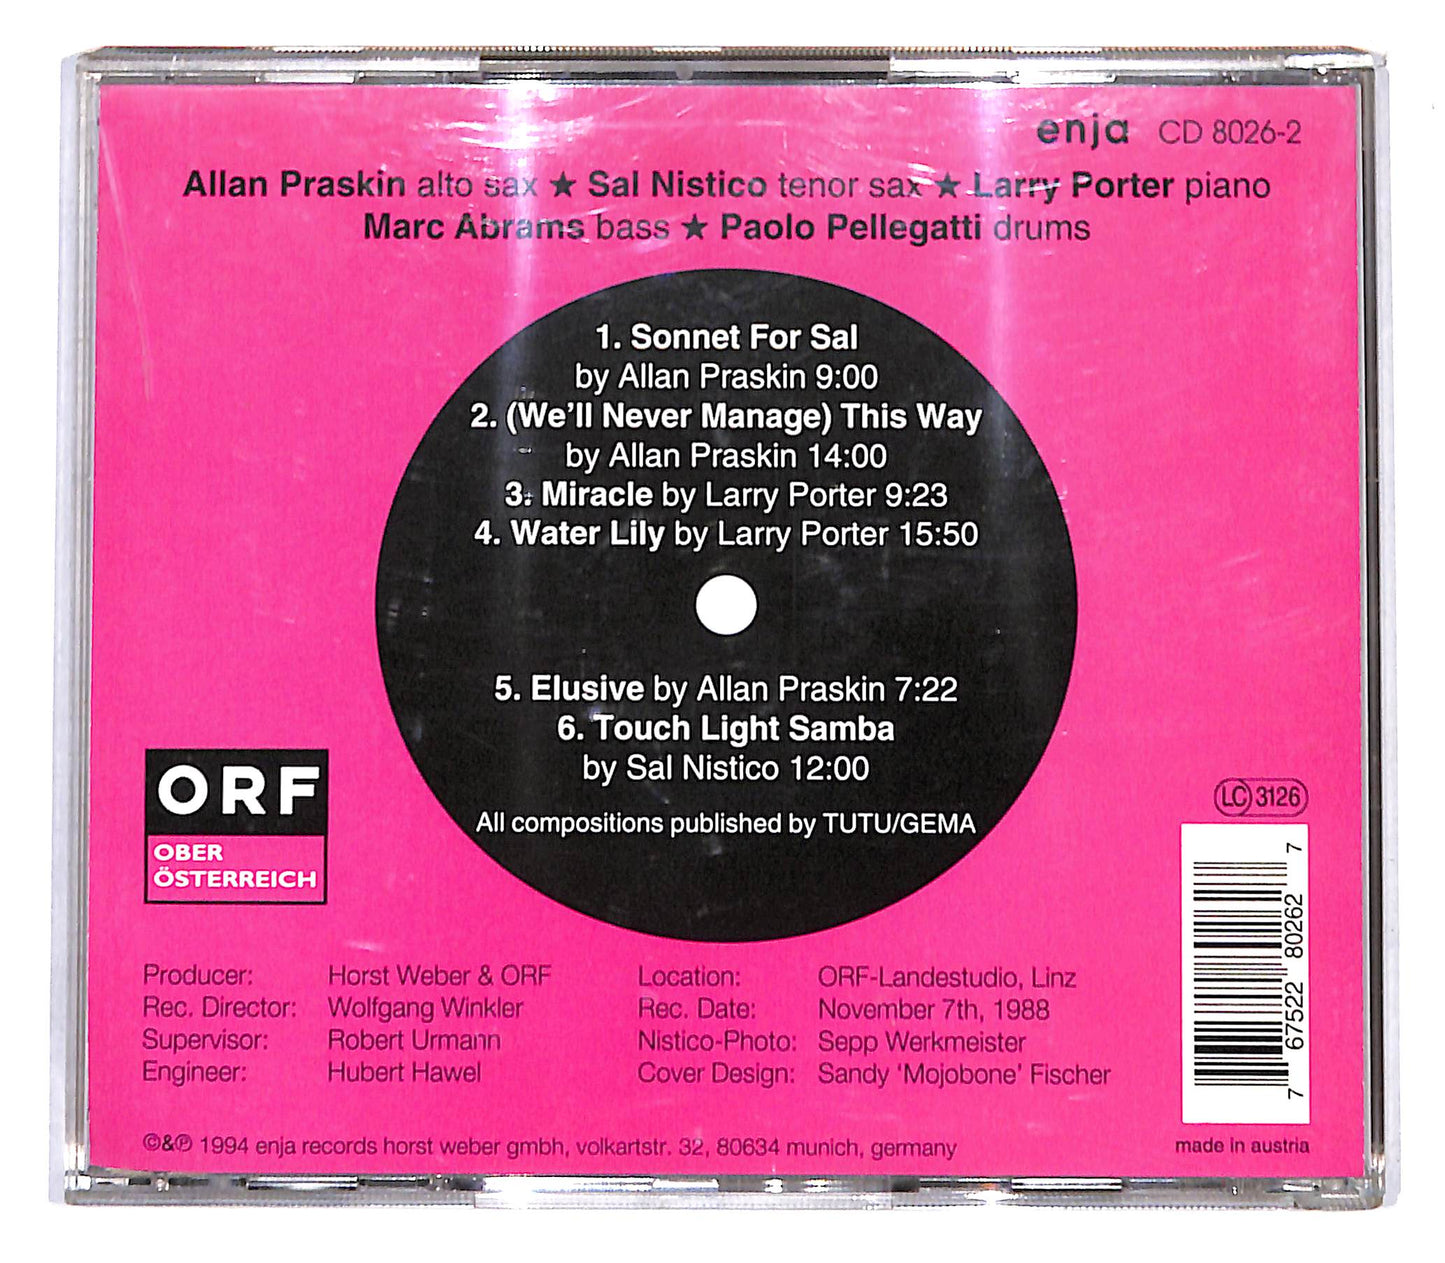 enja CD 8026-2
Allan Praskin alto sax ★ Sal Nistico tenor sax ★ Larry Porter piano
Marc Abrams bass ★ Paolo Pellegatti drums
1. Sonnet For Sal
by Allan Praskin 9:00
2. (We'll Never Manage) This Way
by Allan Praskin 14:00
3. Miracle by Larry Porter 9:23
4. Water Lily by Larry Porter 15:50
5. Elusive by Allan Praskin 7:22
6. Touch Light Samba
by Sal Nistico 12:00
All compositions published by TUTU/GEMA
ORF
OBER
ÖSTERREICH
LC 3126
7 67522 80262 7
Producer: Horst Weber & ORF
Rec. Director: Wolfgang Winkler
Supervisor: Robert Urmann
Engineer: Hubert Hawel
Location: ORF-Landestudio, Linz
Rec. Date: November 7th, 1988
Nistico-Photo: Sepp Werkmeister
Cover Design: Sandy 'Mojobone' Fischer
©&℗ 1994 enja records horst weber gmbh, volkartstr. 32, 80634 munich, germany
made in austria